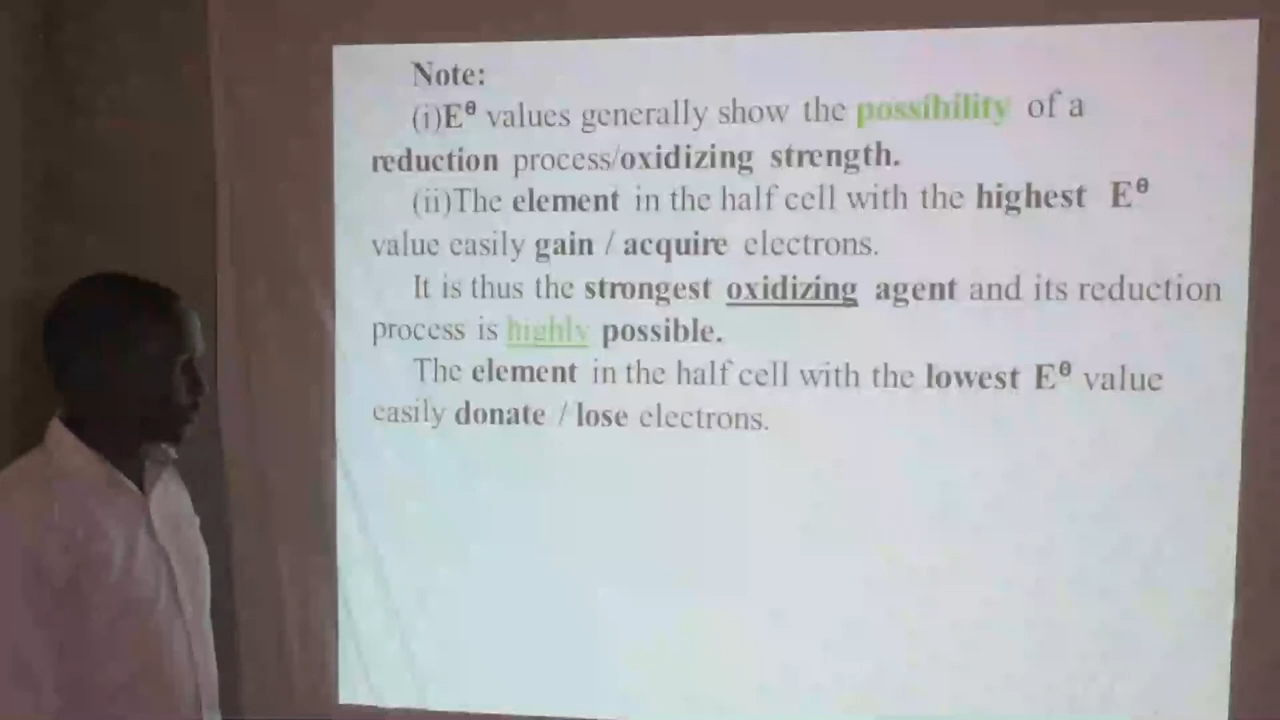 Note:
(i)Eᶿ values generally show the possibility of a
reduction process/oxidizing strength.
(ii)The element in the half cell with the highest Eᶿ
value easily gain / acquire electrons.
It is thus the strongest oxidizing agent and its reduction
process is highly possible.
The element in the half cell with the lowest Eᶿ value
easily donate / lose electrons.